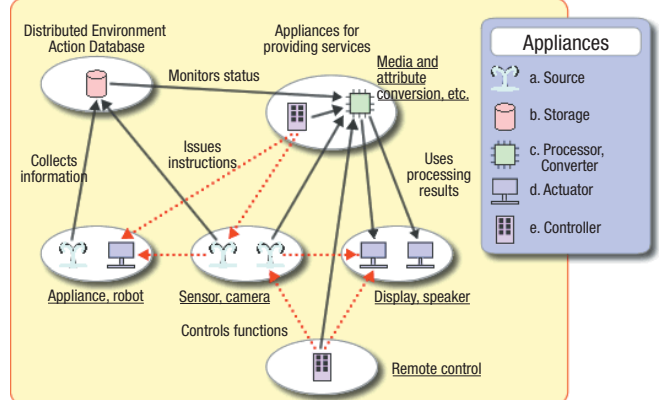 Distributed Environment
Action Database
Appliances for
providing services
Media and
attribute
conversion, etc.
Monitors status
Collects
information
Issues
instructions
Uses
processing
results
Appliance, robot
Sensor, camera
Display, speaker
Controls functions
Remote control
Appliances
a. Source
b. Storage
c. Processor,
Converter
d. Actuator
e. Controller